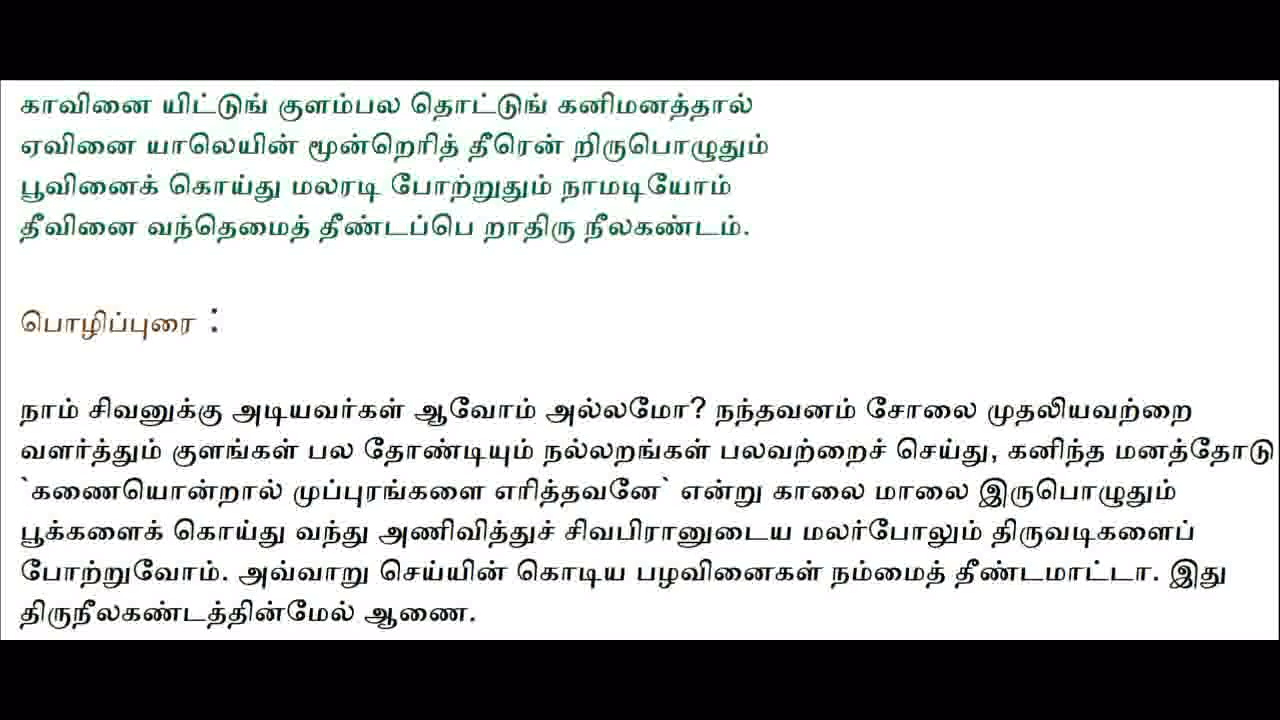 காவினை யிட்டுங் குளம்பல தொட்டுங் கனிமனத்தால்
ஏவினை யாலெயின் மூன்றெரித் தீரென் றிருபொழுதும்
பூவினைக் கொய்து மலரடி போற்றுதும் நாமடியோம்
தீவினை வந்தெமைத் தீண்டப்பெ றாதிரு நீலகண்டம்.
பொழிப்புரை :
நாம் சிவனுக்கு அடியவர்கள் ஆவோம் அல்லமோ? நந்தவனம் சோலை முதலியவற்றை
வளர்த்தும் குளங்கள் பல தோண்டியும் நல்லறங்கள் பலவற்றைச் செய்து, கனிந்த மனத்தோடு
`கணையொன்றால் முப்புரங்களை எரித்தவனே` என்று காலை மாலை இருபொழுதும்
பூக்களைக் கொய்து வந்து அணிவித்துச் சிவபிரானுடைய மலர்போலும் திருவடிகளைப்
போற்றுவோம். அவ்வாறு செய்யின் கொடிய பழவினைகள் நம்மைத் தீண்டமாட்டா. இது
திருநீலகண்டத்தின்மேல் ஆணை.